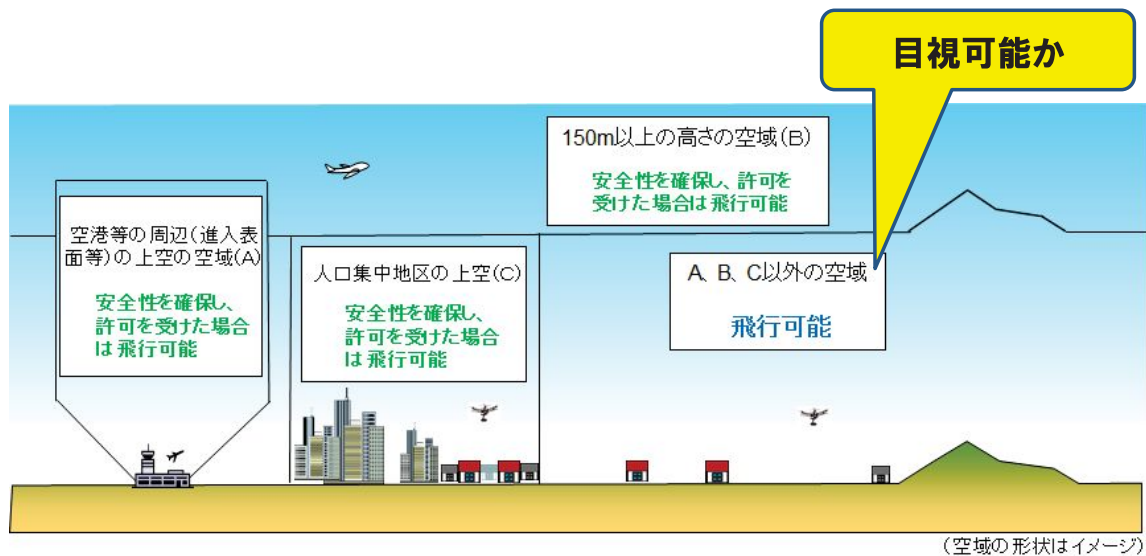 目視可能か
150m以上の高さの空域(B)
安全性を確保し、許可を
受けた場合は飛行可能
空港等の周辺(進入表
面等)の上空の空域(A)
安全性を確保し、
許可を受けた場合
は飛行可能
人口集中地区の上空(C)
安全性を確保し、
許可を受けた場合
は飛行可能
A、B、C以外の空域
飛行可能
(空域の形状はイメージ)